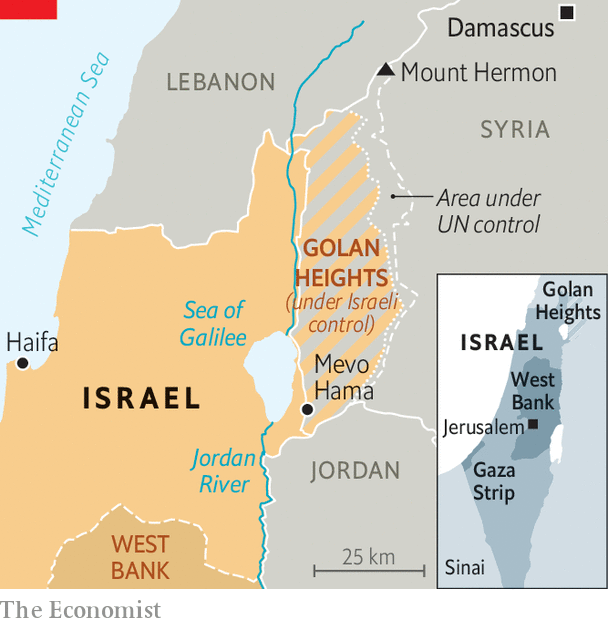 Damascus
Mount Hermon
LEBANON
Mediterranean Sea
SYRIA
Area under
UN control
GOLAN
HEIGHTS
(under Israeli
control)
Sea of
Galilee
Haifa
Mevo
Hama
ISRAEL
Jordan
River
JORDAN
WEST
BANK
25 km
Golan
Heights
ISRAEL
West
Bank
Jerusalem
Gaza
Strip
Sinai
The Economist